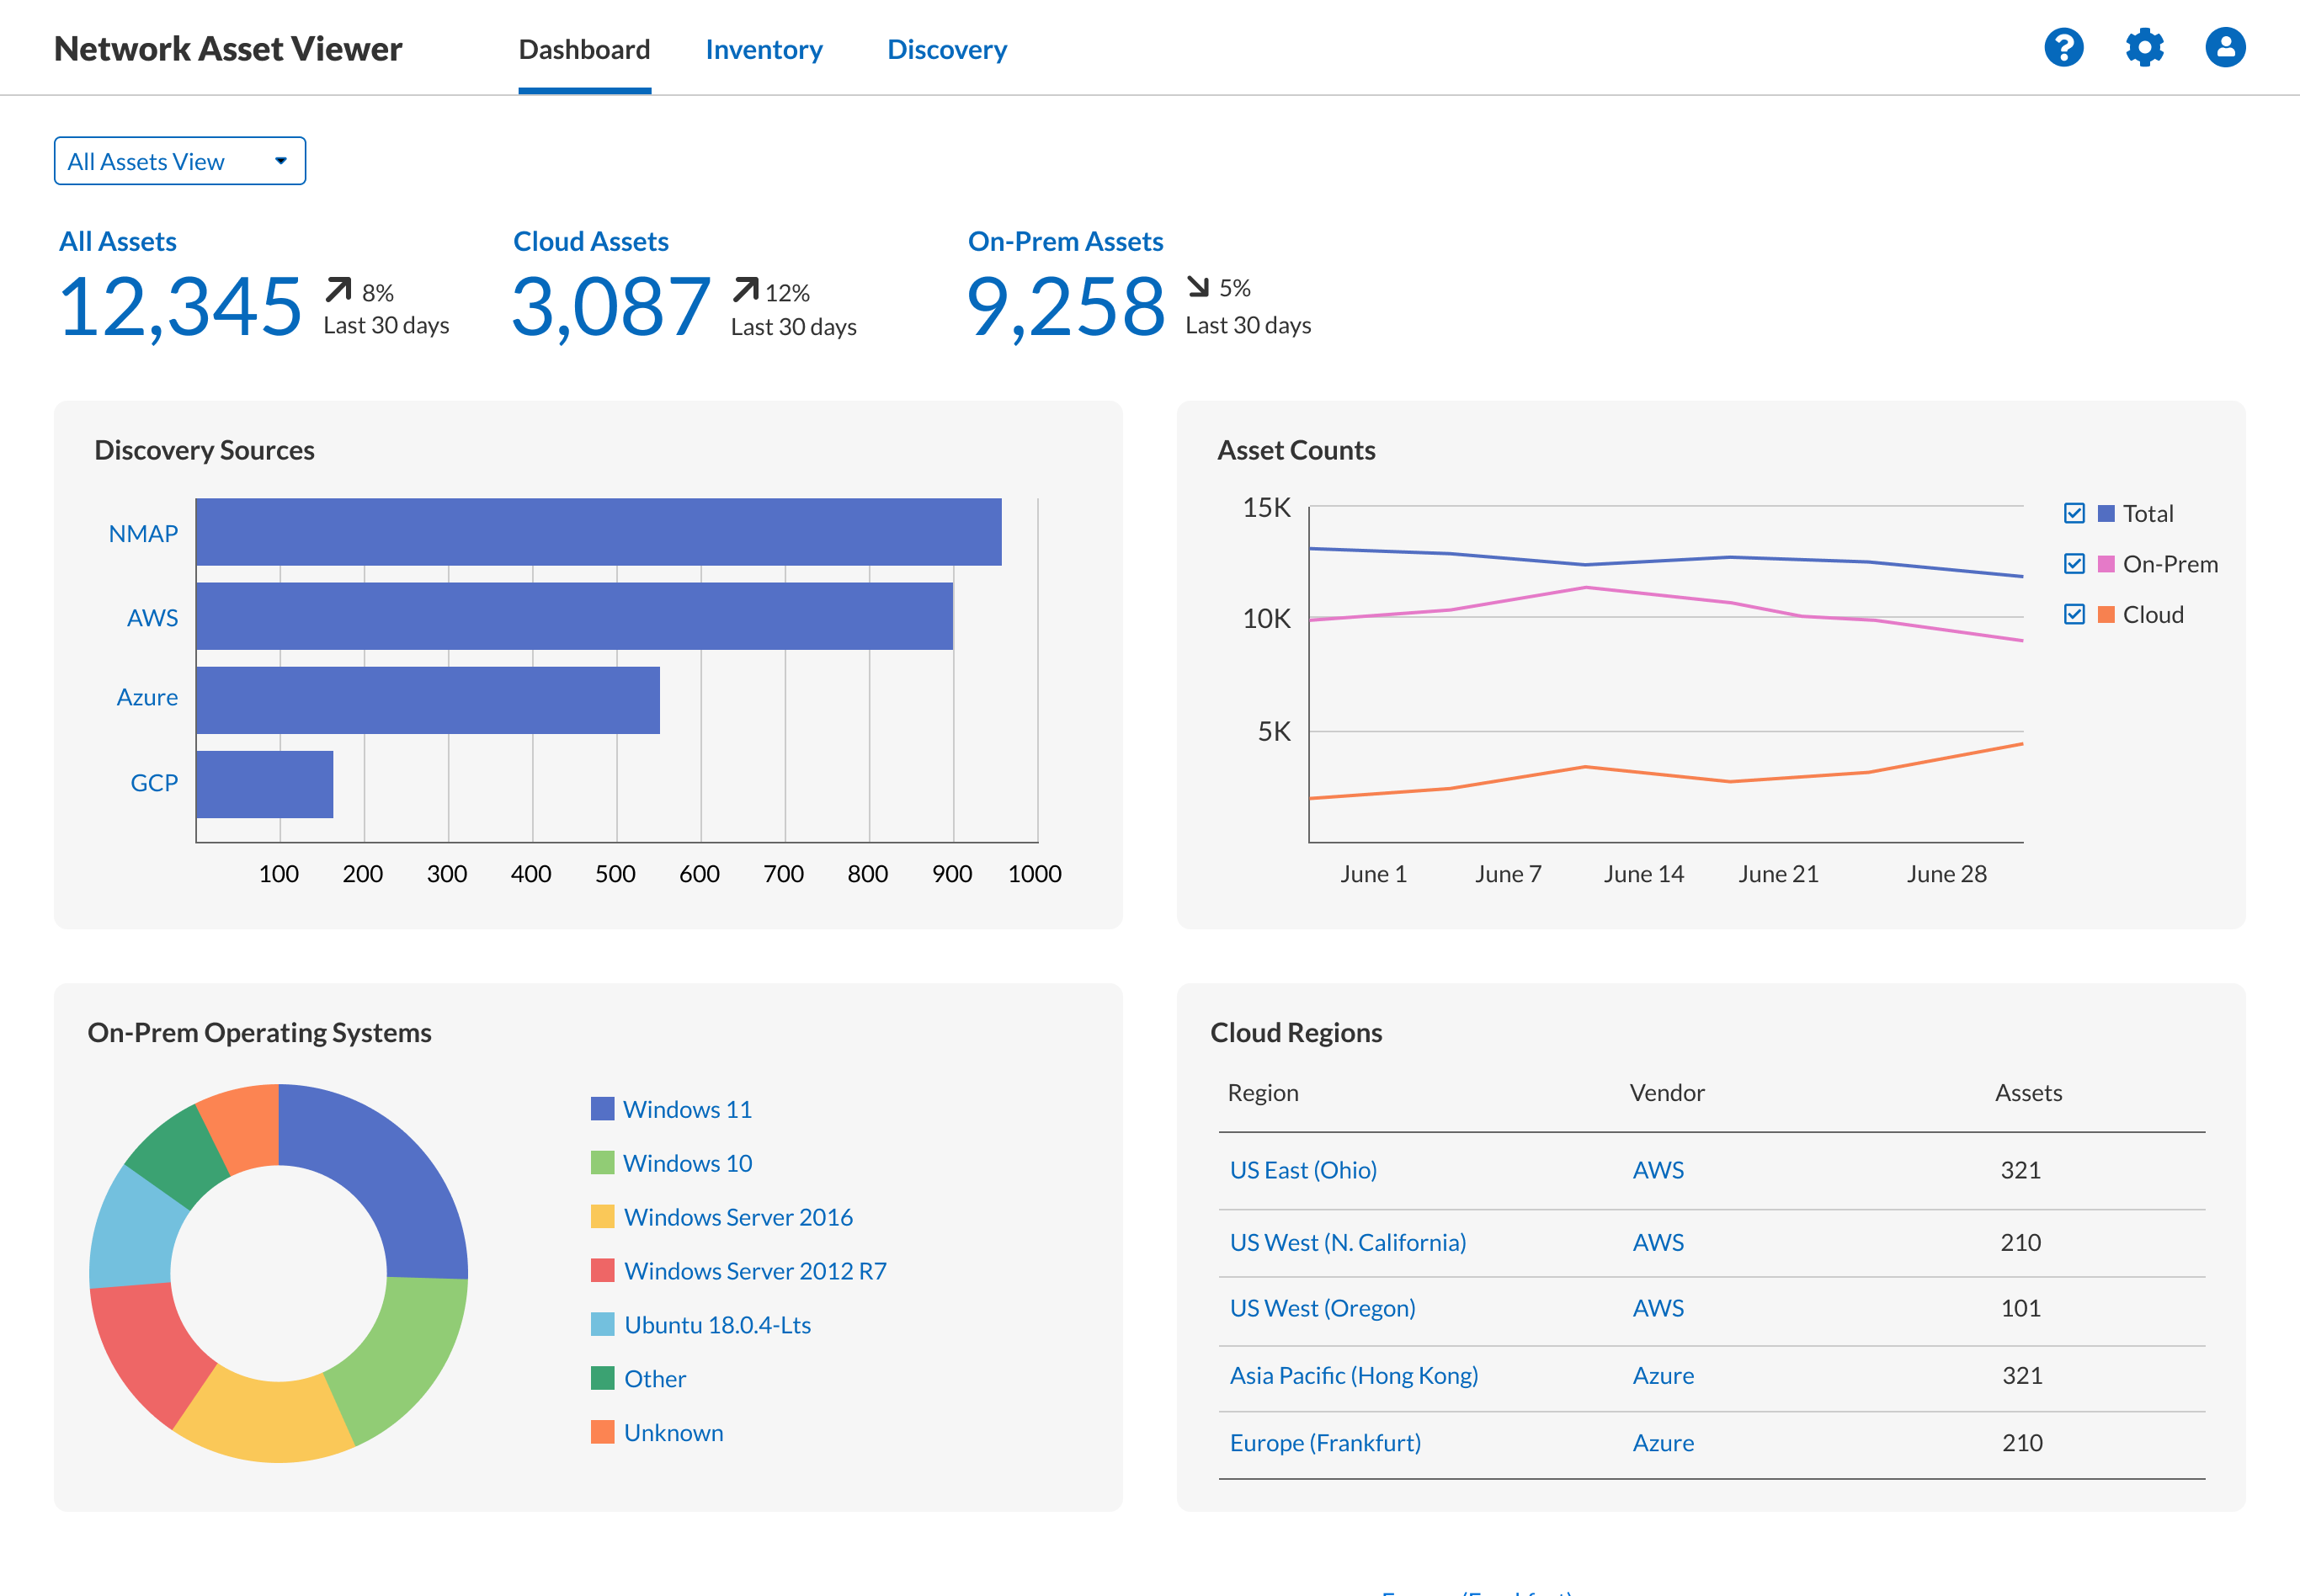 Network Asset Viewer
Dashboard
Inventory
Discovery
All Assets View
All Assets
12,345
8%
Last 30 days
Cloud Assets
3,087
12%
Last 30 days
On-Prem Assets
9,258
5%
Last 30 days
Discovery Sources
NMAP
AWS
Azure
GCP
100 200 300 400 500 600 700 800 900 1000
Asset Counts
15K
10K
5K
June 1 June 7 June 14 June 21 June 28
Total
On-Prem
Cloud
On-Prem Operating Systems
Windows 11
Windows 10
Windows Server 2016
Windows Server 2012 R7
Ubuntu 18.0.4-Lts
Other
Unknown
Cloud Regions
Region Vendor Assets
US East (Ohio) AWS 321
US West (N. California) AWS 210
US West (Oregon) AWS 101
Asia Pacific (Hong Kong) Azure 321
Europe (Frankfurt) Azure 210